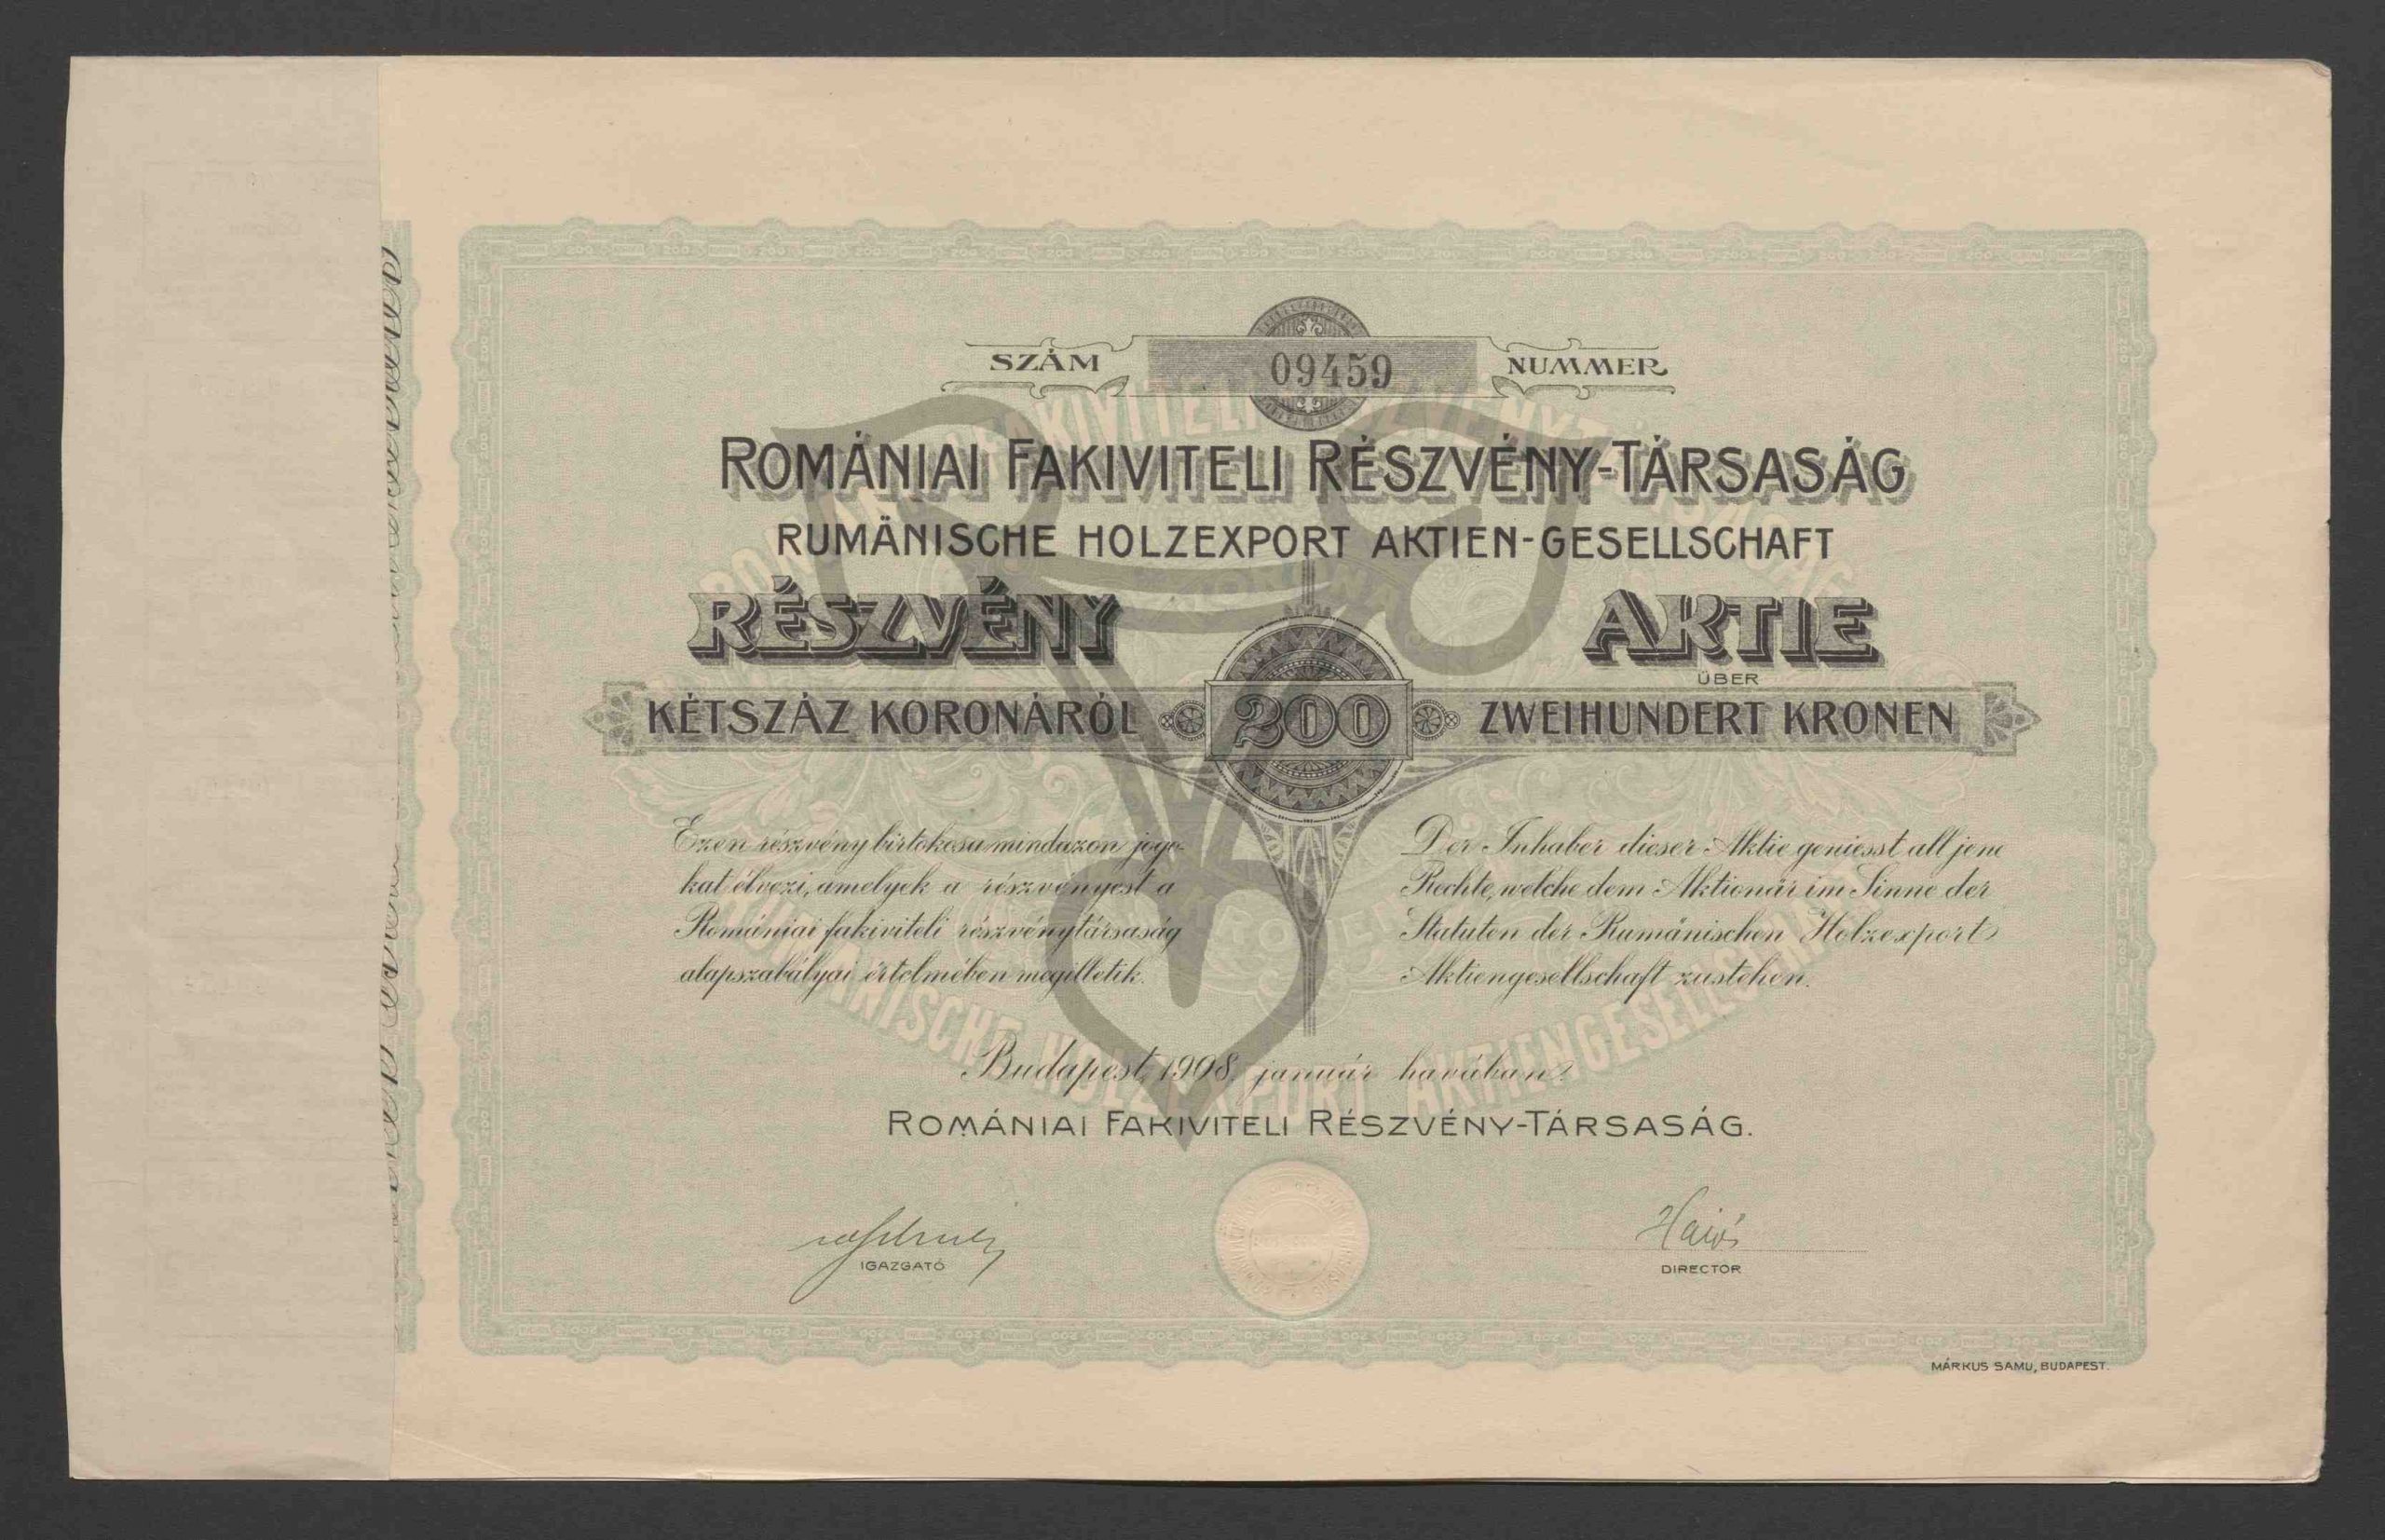 SZÁM 09459 NUMMER
ROMÁNIAI FAKIVITELI RÉSZVÉNY-TÁRSASÁG
RUMÄNISCHE HOLZEXPORT AKTIEN-GESELLSCHAFT
RÉSZVÉNY AKTIE
ÜBER
KÉTSZÁZ KORONÁRÓL 200 ZWEIHUNDERT KRONEN
Ezen részvény birtokosa mindazon jogo-
kat élvezi, amelyek a részvényest a
Romániai fakiviteli részvénytársaság
alapszabályai értelmében megilletik.
Der Inhaber dieser Aktie geniesst all jene
Rechte, welche dem Aktionär im Sinne der
Statuten der Rumänischen Holzexport
Aktiengesellschaft zustehen.
Budapest, 1908. január havában.
ROMÁNIAI FAKIVITELI RÉSZVÉNY-TÁRSASÁG.
Hajós
IGAZGATÓ
DIRECTOR
MÁRKUS SAMU, BUDAPEST.